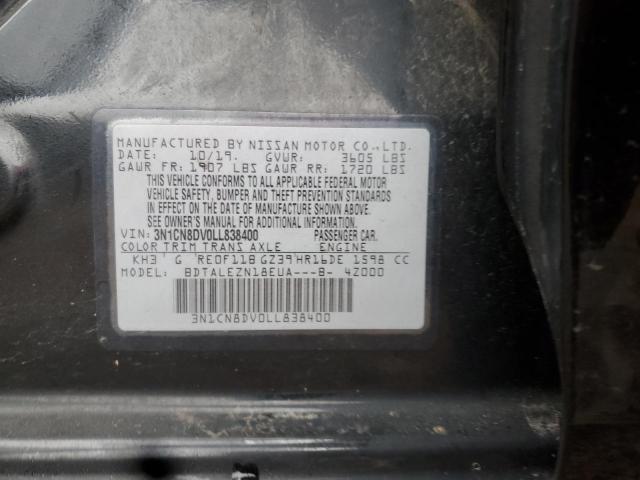 MANUFACTURED BY NISSAN MOTOR CO.,LTD.
DATE: 10/19. GVWR: 3605 LBS
GAWR FR: 1907 LBS GAWR RR: 1720 LBS
THIS VEHICLE CONFORMS TO ALL APPLICABLE FEDERAL MOTOR
VEHICLE SAFETY, BUMPER AND THEFT PREVENTION STANDARDS
IN EFFECT ON THE DATE OF MANUFACTURE SHOWN ABOVE.
SEE OWNER'S MANUAL FOR ADDITIONAL INFORMATION.
VIN: 3N1CN8DV0LL838400 PASSENGER CAR.
COLOR TRIM TRANS AXLE ENGINE
KH3 G RE0F11B GZ39 HR16DE 1598 CC
MODEL: BDTALEZN18EUA---B- 4Z000
3N1CN8DV0LL838400